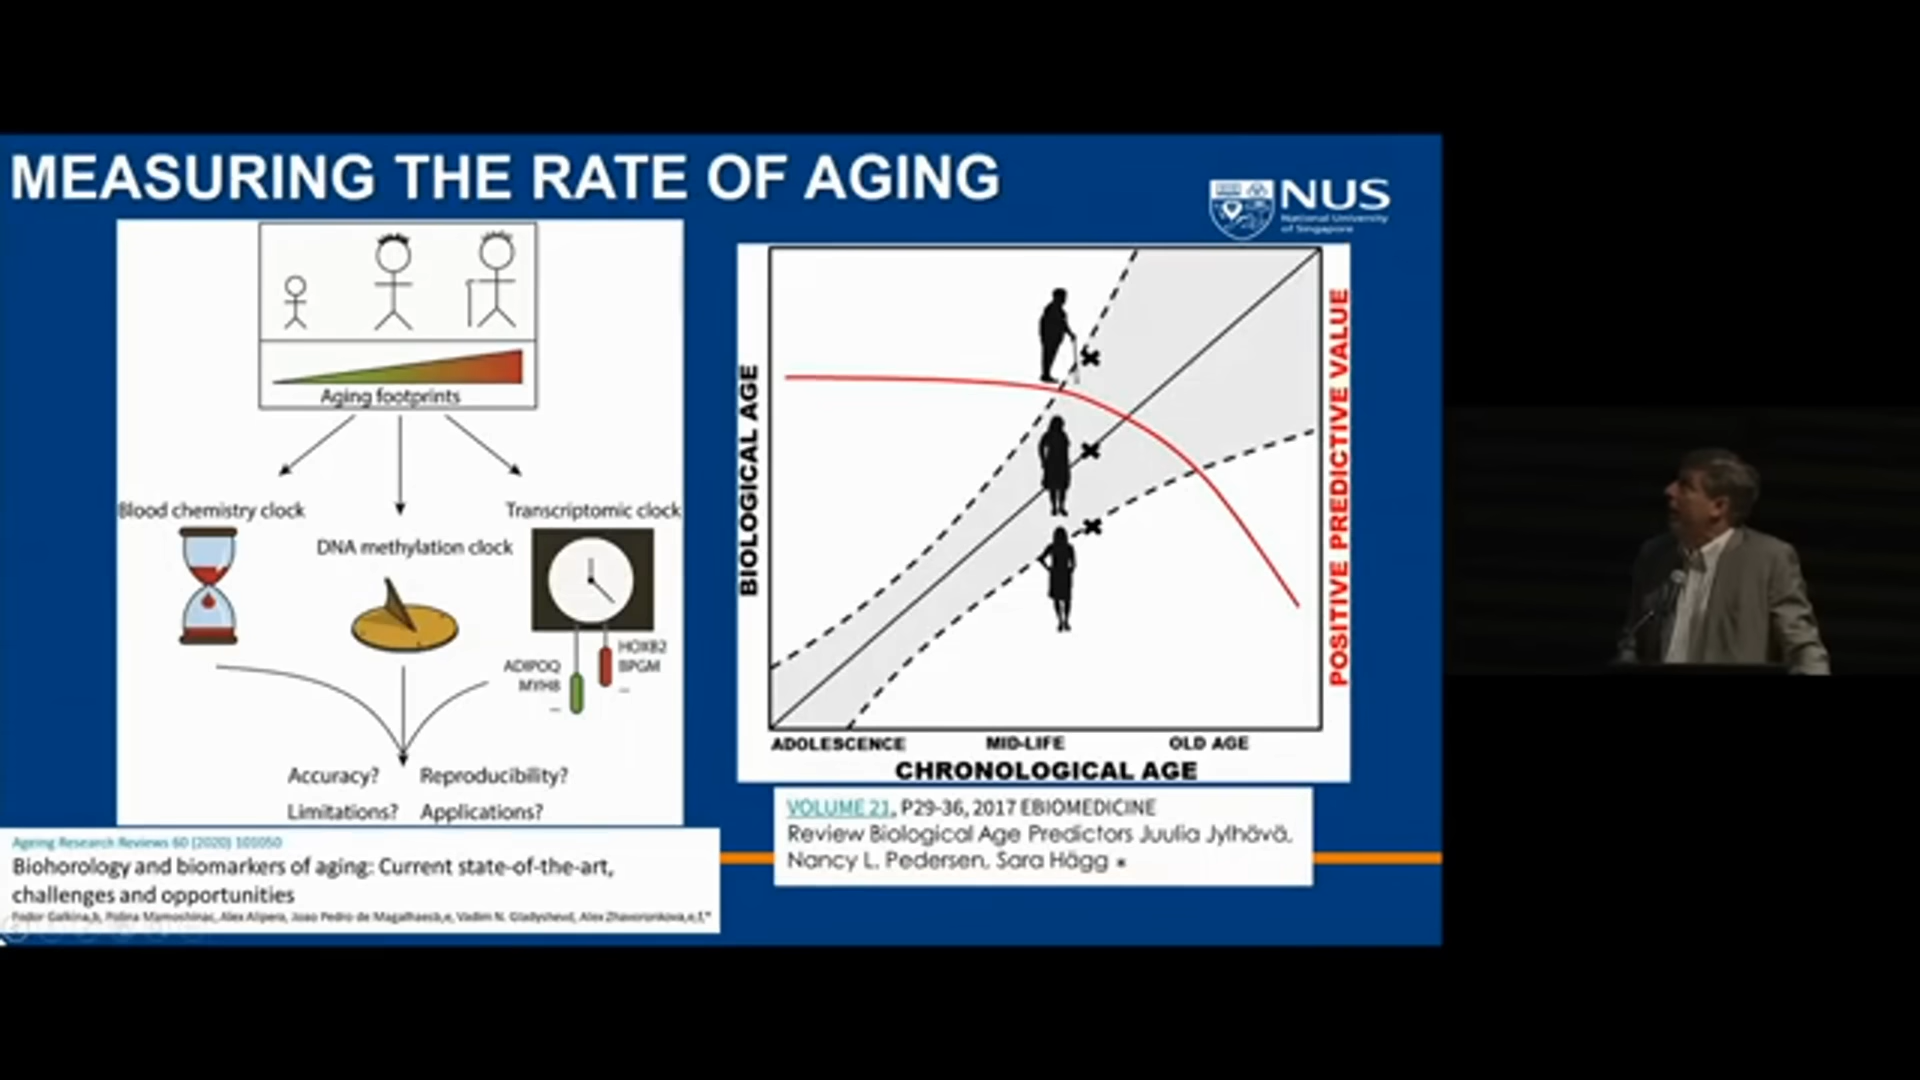 MEASURING THE RATE OF AGING
NUS
National University
of Singapore
Aging footprints
Blood chemistry clock
Transcriptomic clock
DNA methylation clock
HOXB2
BPGM
...
ADIPOQ
MYH8
...
Accuracy? Reproducibility?
Limitations? Applications?
Ageing Research Reviews 60 (2020) 101050
Biohorology and biomarkers of aging: Current state-of-the-art,
challenges and opportunities
BIOLOGICAL AGE
POSITIVE PREDICTIVE VALUE
ADOLESCENCE MID-LIFE OLD AGE
CHRONOLOGICAL AGE
VOLUME 21, P29-36, 2017 EBIOMEDICINE
Review Biological Age Predictors Juulia Jylhävä,
Nancy L. Pedersen, Sara Hägg *